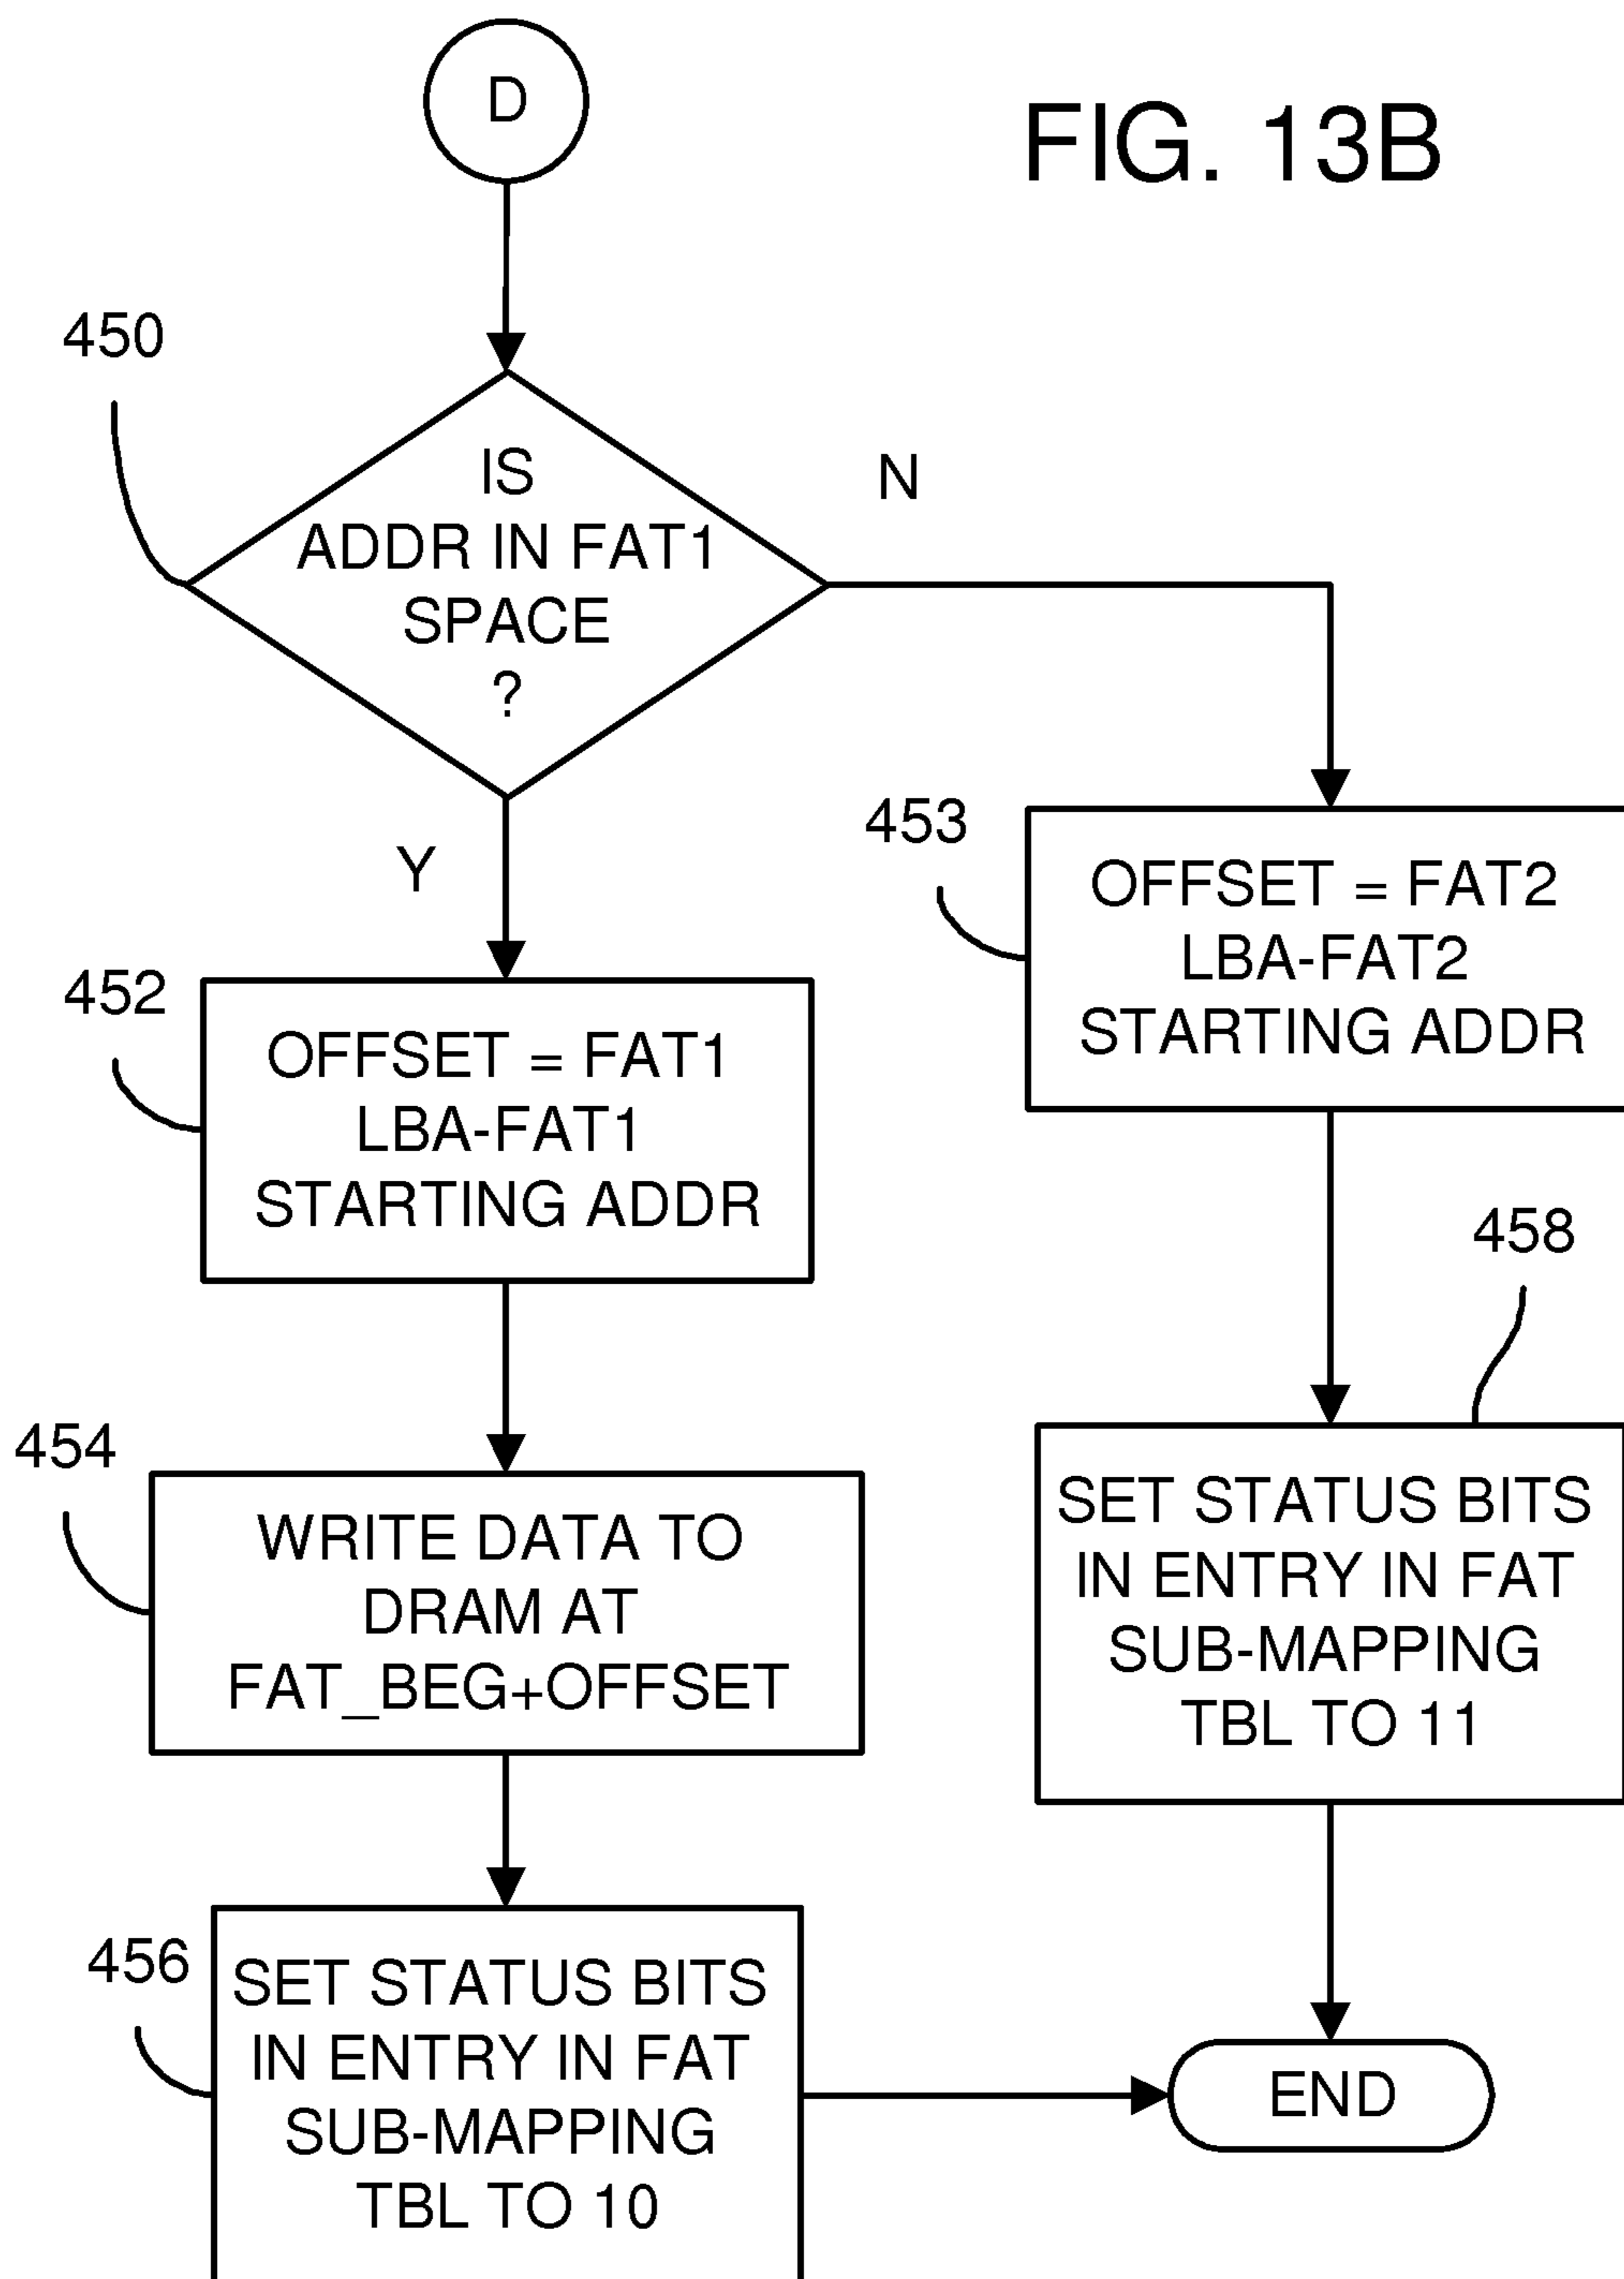 D
FIG. 13B
450
IS
ADDR IN FAT1
SPACE
?
N
Y
453
OFFSET = FAT2
LBA-FAT2
STARTING ADDR
452
OFFSET = FAT1
LBA-FAT1
STARTING ADDR
458
454
WRITE DATA TO
DRAM AT
FAT_BEG+OFFSET
SET STATUS BITS
IN ENTRY IN FAT
SUB-MAPPING
TBL TO 11
456
SET STATUS BITS
IN ENTRY IN FAT
SUB-MAPPING
TBL TO 10
END